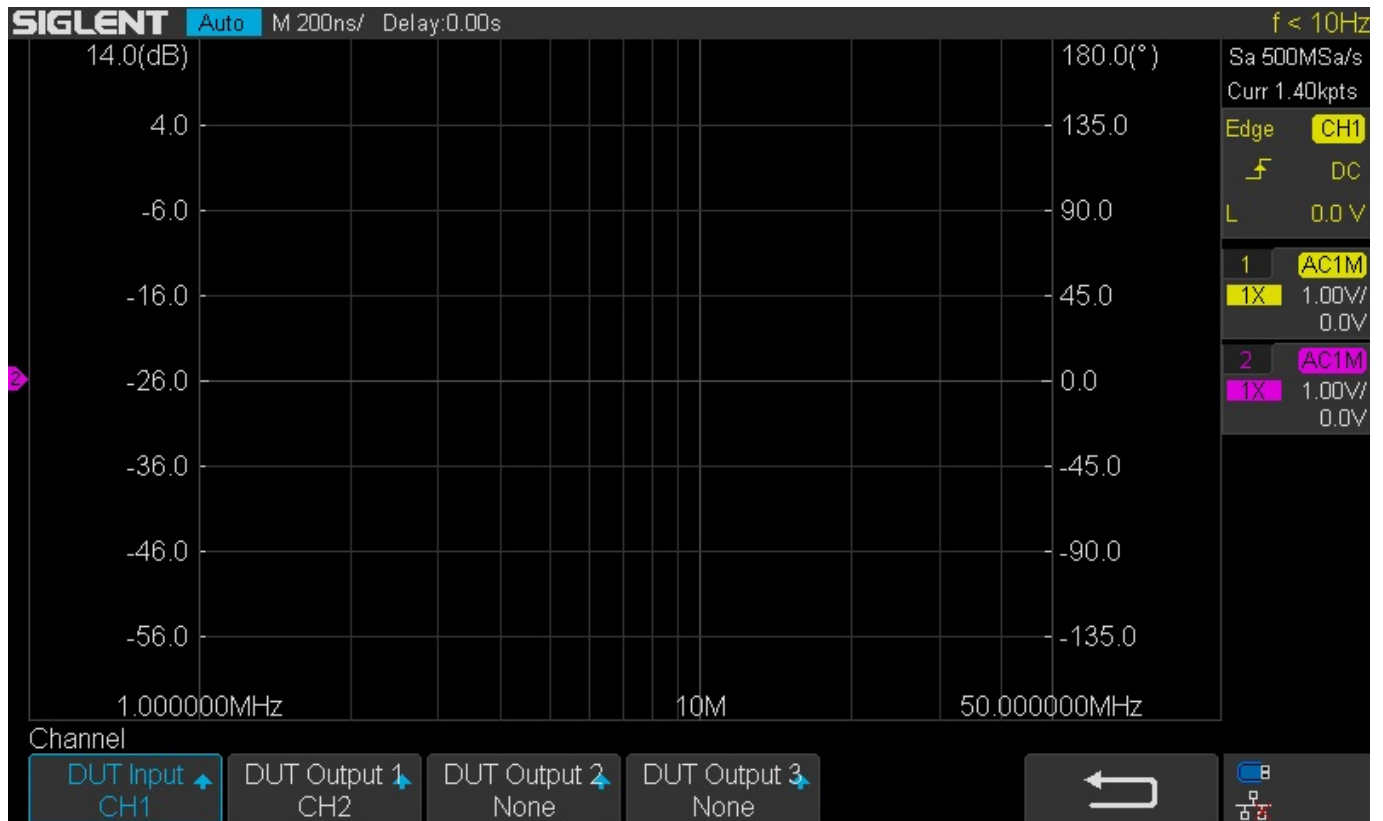 SIGLENT Auto M 200ns/ Delay:0.00s f < 10Hz
14.0(dB) 180.0(°) Sa 500MSa/s
Curr 1.40kpts
4.0 135.0 Edge CH1
DC
-6.0 90.0 L 0.0 V
1 AC1M
-16.0 45.0 1X 1.00V/
0.0V
2 AC1M
2 -26.0 0.0 1X 1.00V/
0.0V
-36.0 -45.0
-46.0 -90.0
-56.0 -135.0
1.000000MHz 10M 50.000000MHz
Channel
DUT Input DUT Output 1 DUT Output 2 DUT Output 3
CH1 CH2 None None